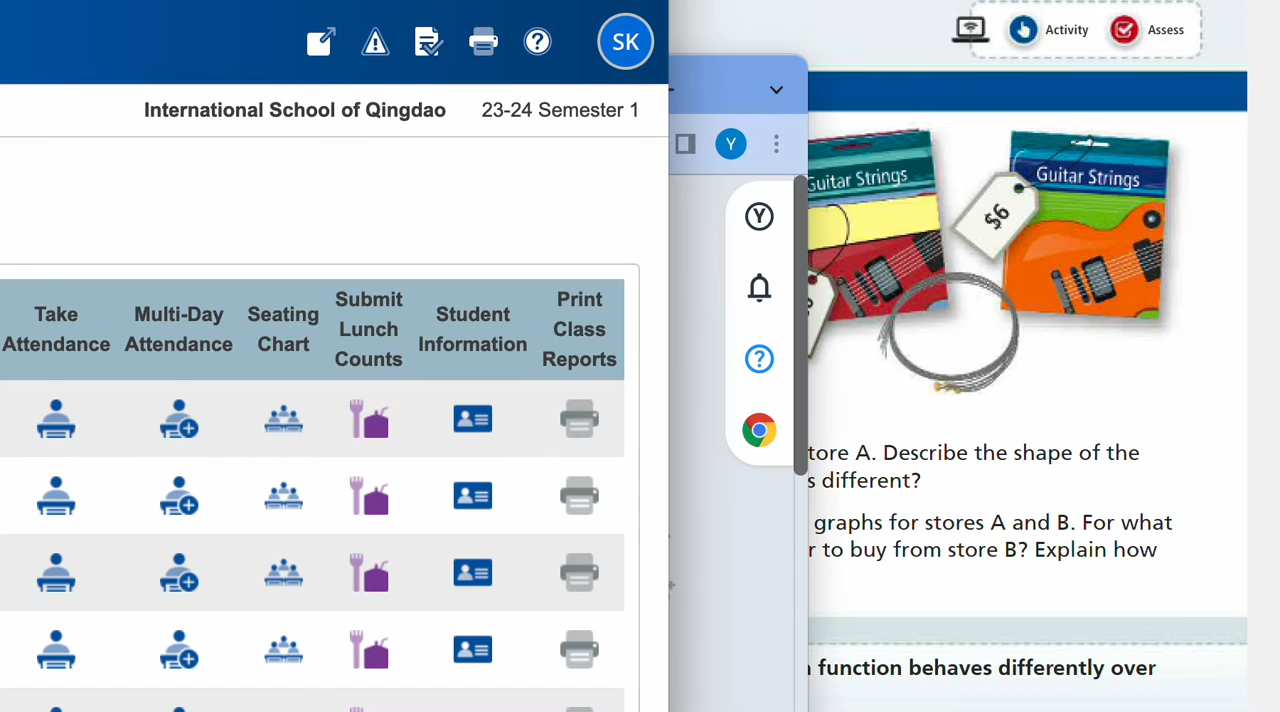 SK
International School of Qingdao 23-24 Semester 1
Take Attendance
Multi-Day Attendance
Seating Chart
Submit Lunch Counts
Student Information
Print Class Reports
Y
Y
?
Activity
Assess
Guitar Strings
Guitar Strings
$6
tore A. Describe the shape of the
s different?
graphs for stores A and B. For what
r to buy from store B? Explain how
function behaves differently over